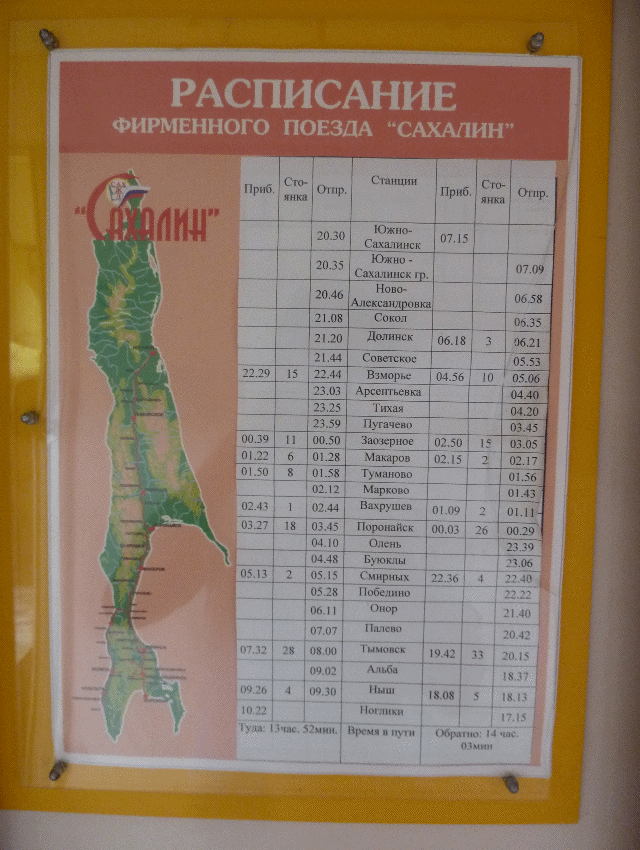 РАСПИСАНИЕ
ФИРМЕННОГО ПОЕЗДА "САХАЛИН"
"САХАЛИН"
Приб. Сто-янка Отпр. Станции Приб. Сто-янка Отпр.
20.30 Южно-Сахалинск 07.15
20.35 Южно - Сахалинск гр. 07.09
20.46 Ново-Александровка 06.58
21.08 Сокол 06.35
21.20 Долинск 06.18 3 06.21
21.44 Советское 05.53
22.29 15 22.44 Взморье 04.56 10 05.06
23.03 Арсентьевка 04.40
23.25 Тихая 04.20
23.59 Пугачево 03.45
00.39 11 00.50 Заозерное 02.50 15 03.05
01.22 6 01.28 Макаров 02.15 2 02.17
01.50 8 01.58 Туманово 01.56
02.12 Марково 01.43
02.43 1 02.44 Вахрушев 01.09 2 01.11
03.27 18 03.45 Поронайск 00.03 26 00.29
04.10 Олень 23.39
04.48 Буюклы 23.06
05.13 2 05.15 Смирных 22.36 4 22.40
05.28 Победино 22.22
06.11 Онор 21.40
07.07 Палево 20.42
07.32 28 08.00 Тымовск 19.42 33 20.15
09.02 Альба 18.37
09.26 4 09.30 Ныш 18.08 5 18.13
10.22 Ноглики 17.15
Туда: 13час. 52мин. Время в пути Обратно: 14 час. 03мин